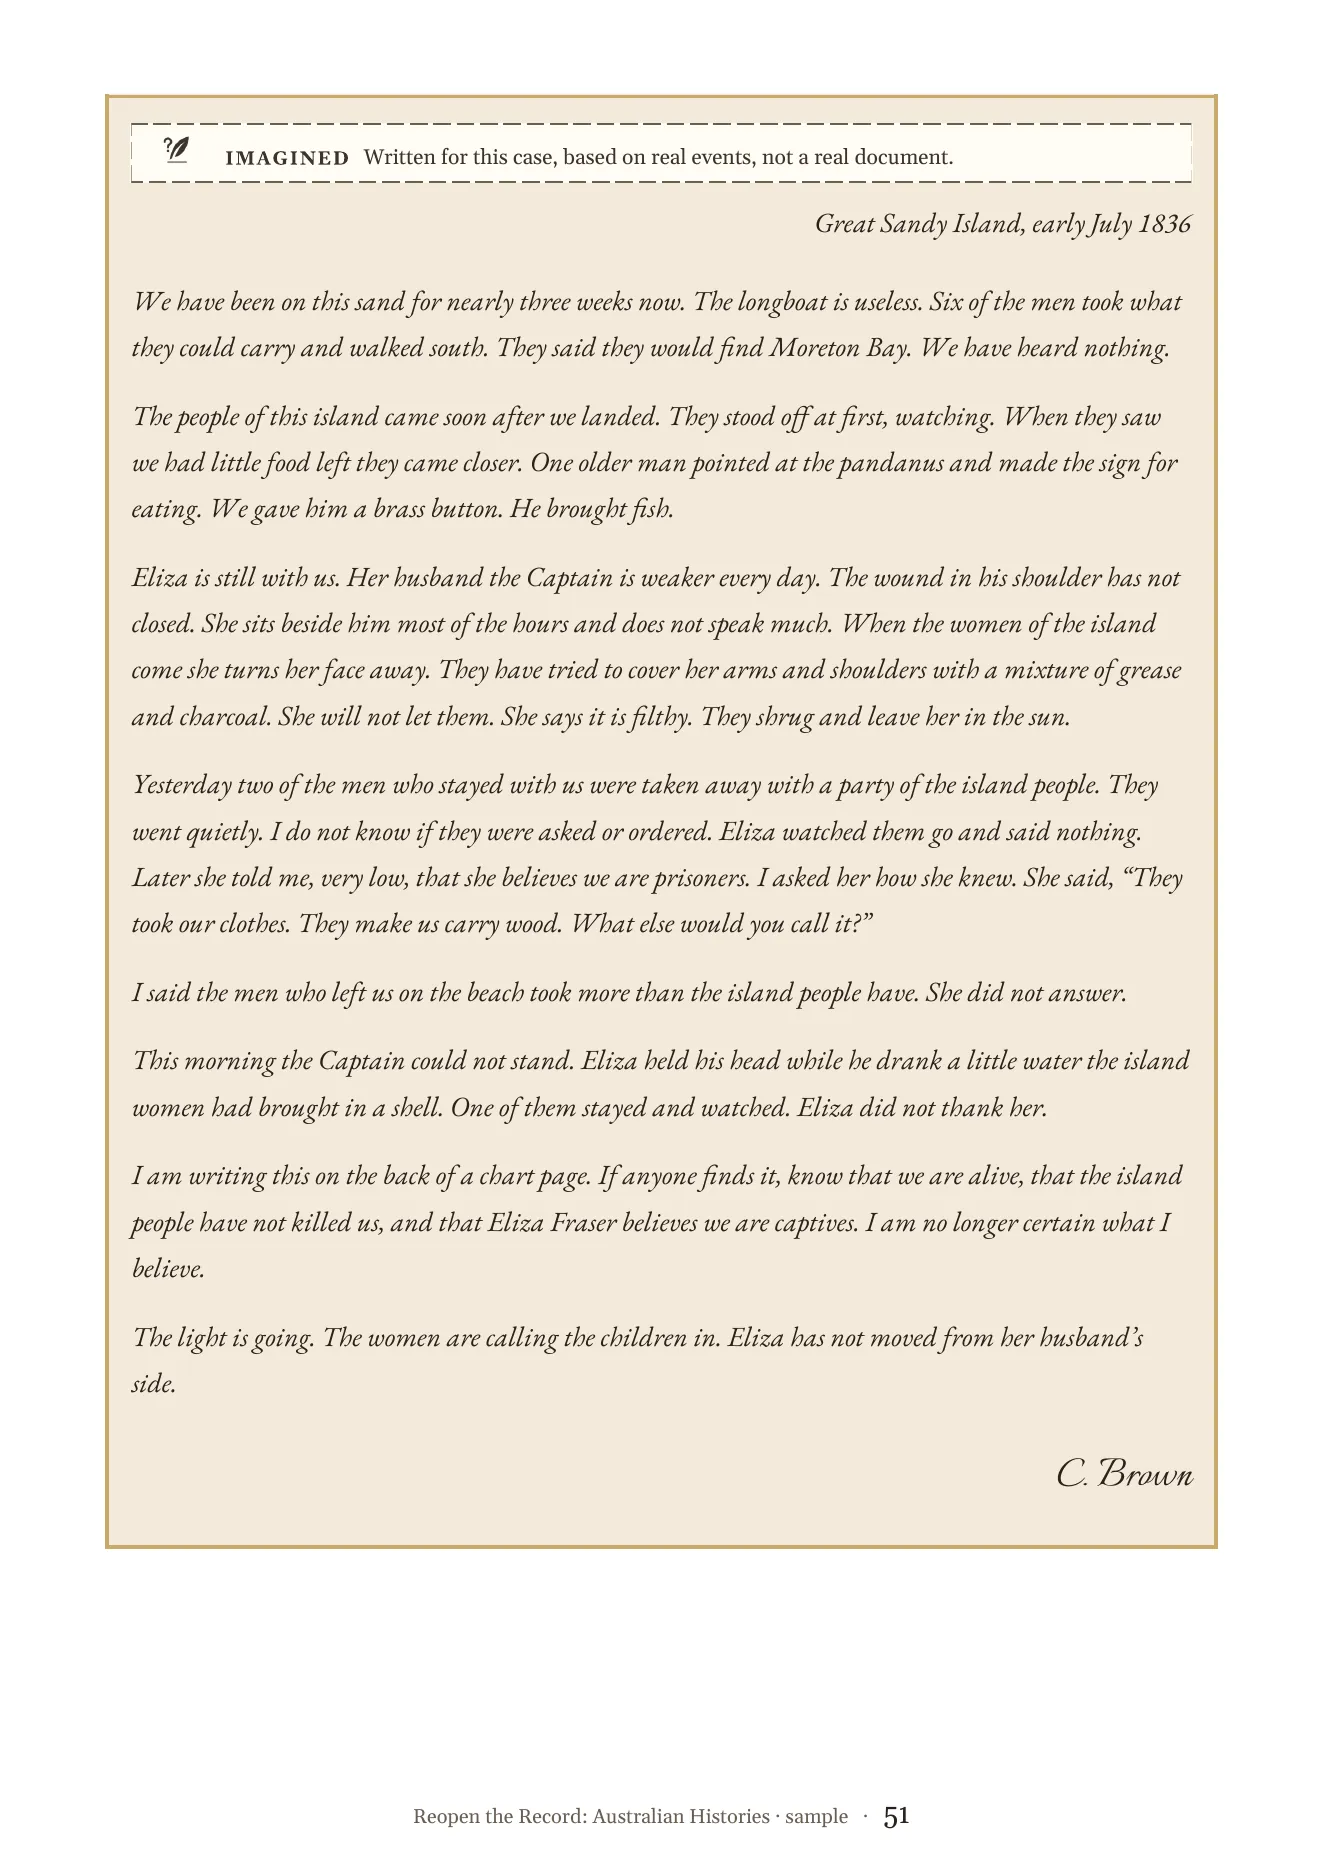 IMAGINED Written for this case, based on real events, not a real document.
Great Sandy Island, early July 1836
We have been on this sand for nearly three weeks now. The longboat is useless. Six of the men took what
they could carry and walked south. They said they would find Moreton Bay. We have heard nothing.
The people of this island came soon after we landed. They stood off at first, watching. When they saw
we had little food left they came closer. One older man pointed at the pandanus and made the sign for
eating. We gave him a brass button. He brought fish.
Eliza is still with us. Her husband the Captain is weaker every day. The wound in his shoulder has not
closed. She sits beside him most of the hours and does not speak much. When the women of the island
come she turns her face away. They have tried to cover her arms and shoulders with a mixture of grease
and charcoal. She will not let them. She says it is filthy. They shrug and leave her in the sun.
Yesterday two of the men who stayed with us were taken away with a party of the island people. They
went quietly. I do not know if they were asked or ordered. Eliza watched them go and said nothing.
Later she told me, very low, that she believes we are prisoners. I asked her how she knew. She said, “They
took our clothes. They make us carry wood. What else would you call it?”
I said the men who left us on the beach took more than the island people have. She did not answer.
This morning the Captain could not stand. Eliza held his head while he drank a little water the island
women had brought in a shell. One of them stayed and watched. Eliza did not thank her.
I am writing this on the back of a chart page. If anyone finds it, know that we are alive, that the island
people have not killed us, and that Eliza Fraser believes we are captives. I am no longer certain what I
believe.
The light is going. The women are calling the children in. Eliza has not moved from her husband’s
side.
C. Brown
Reopen the Record: Australian Histories · sample · 51